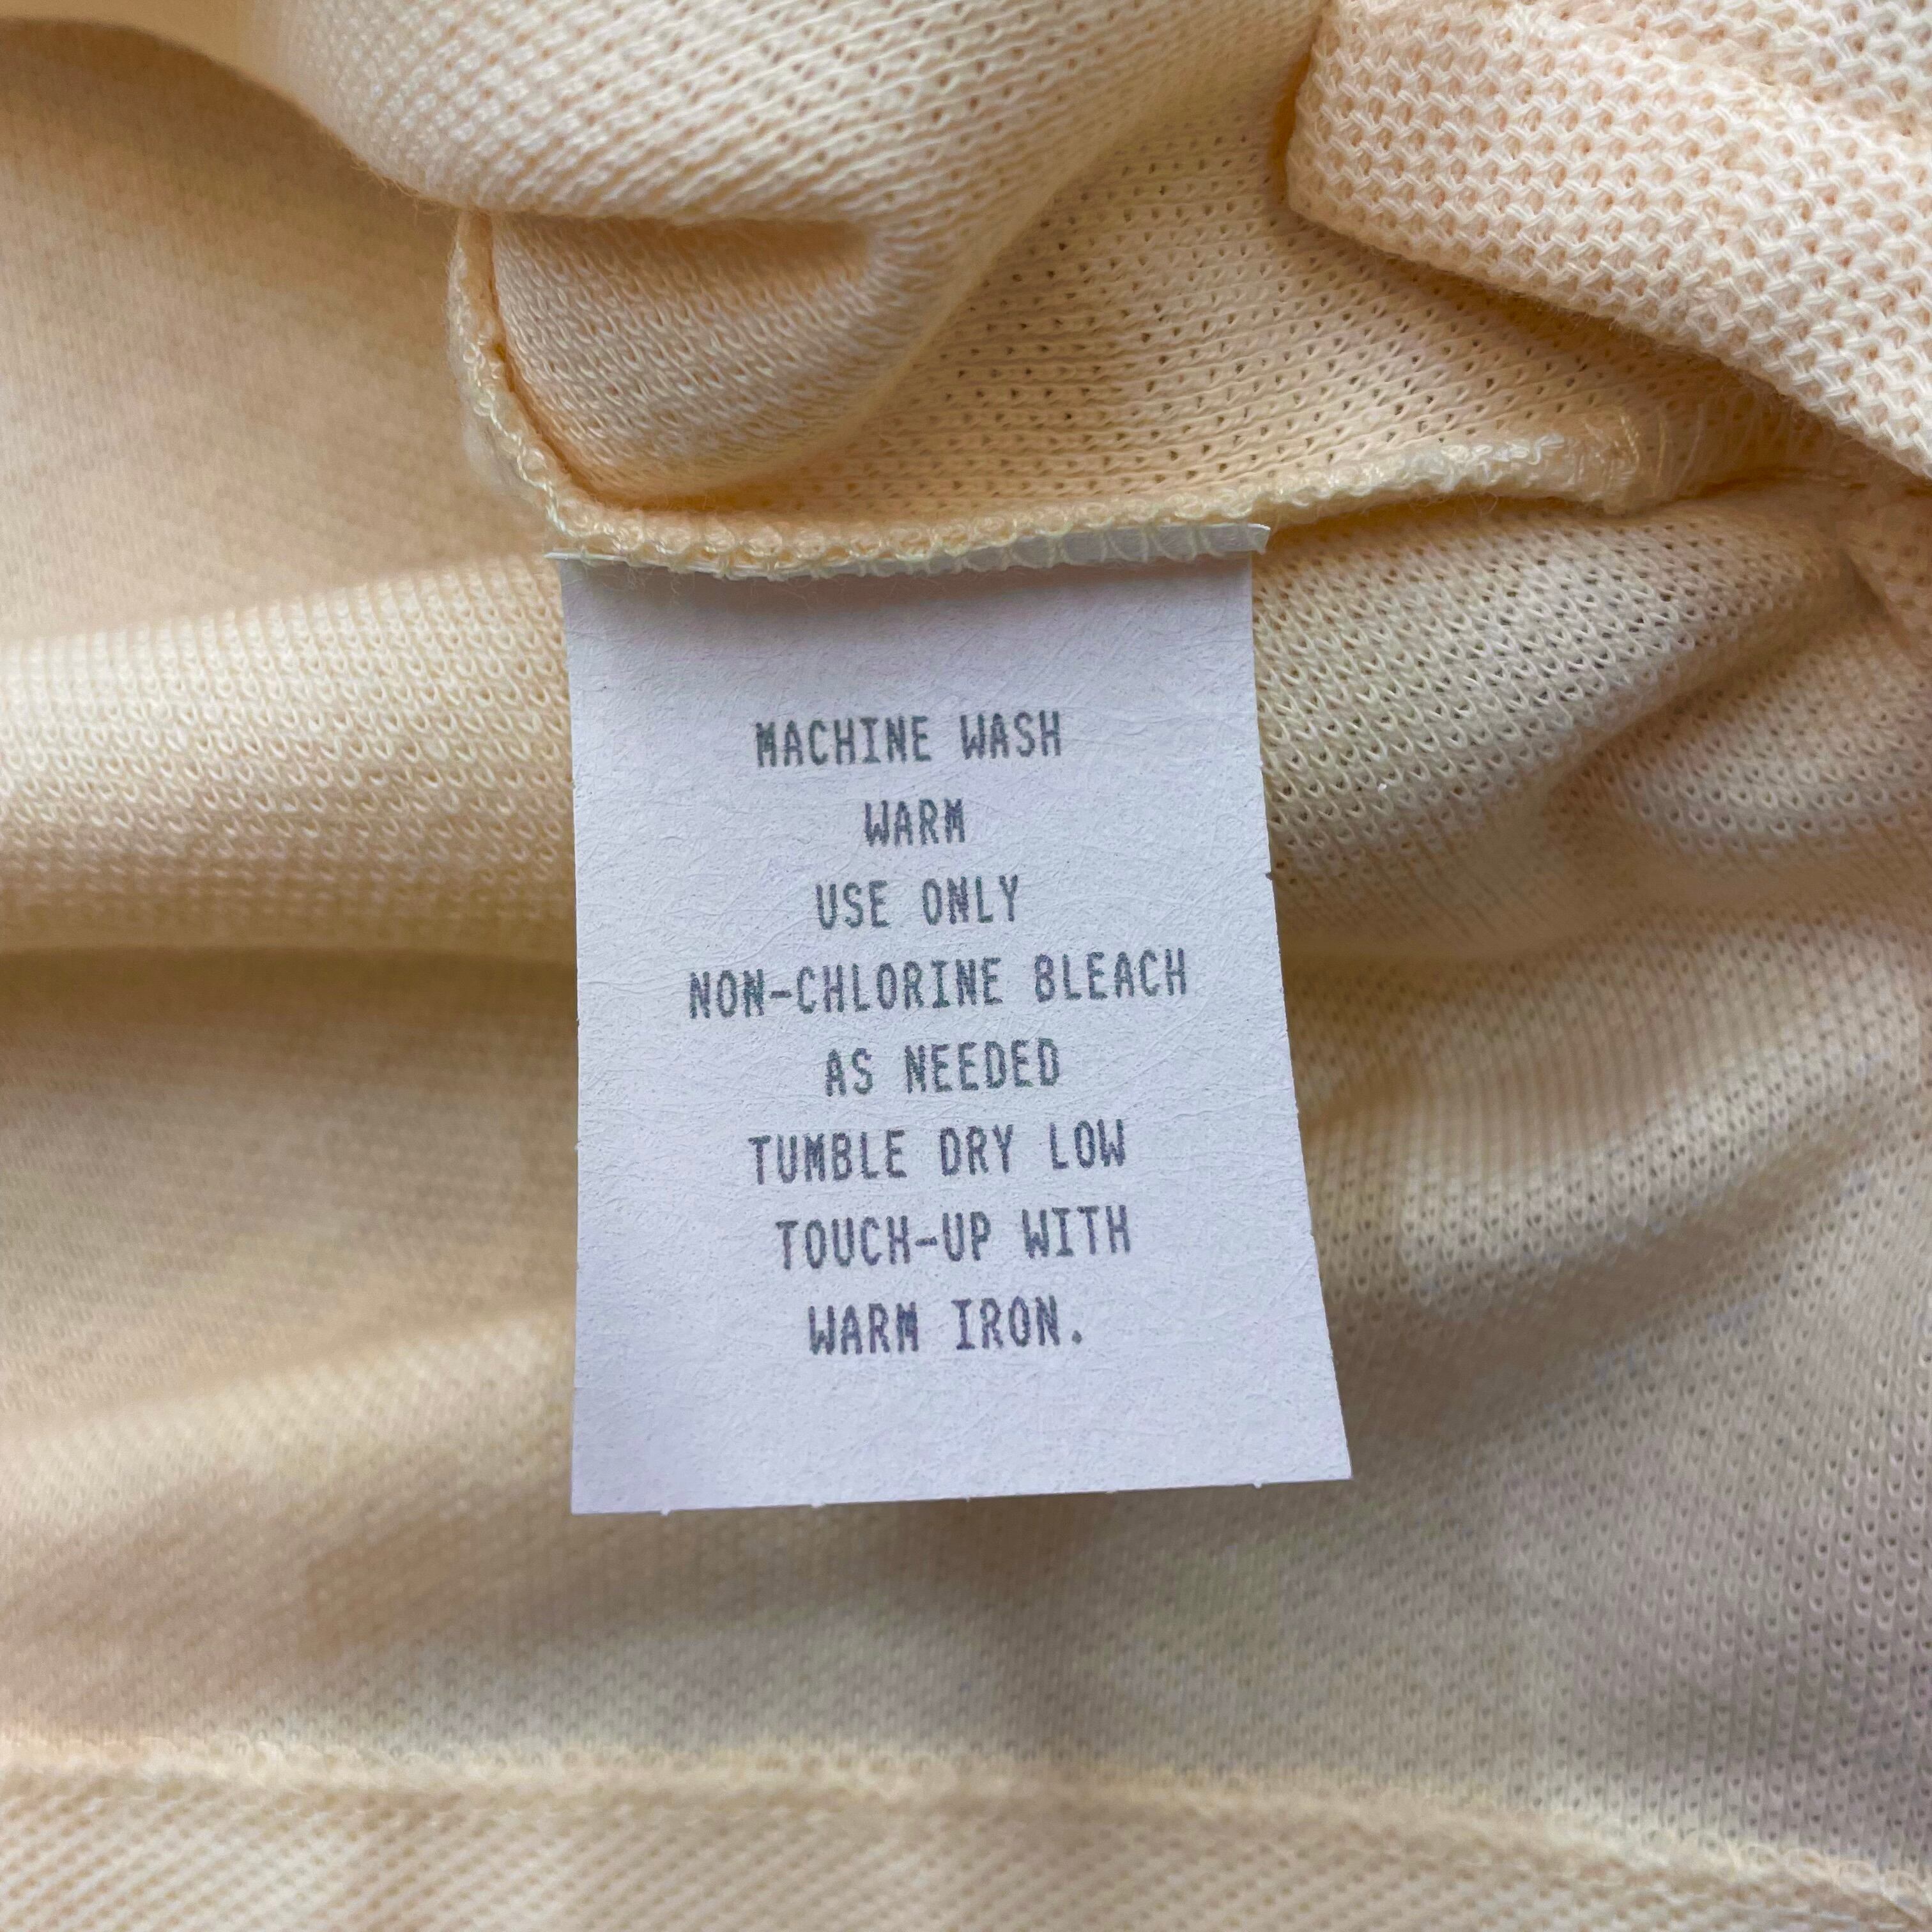 MACHINE WASH
WARM
USE ONLY
NON-CHLORINE BLEACH
AS NEEDED
TUMBLE DRY LOW
TOUCH-UP WITH
WARM IRON.